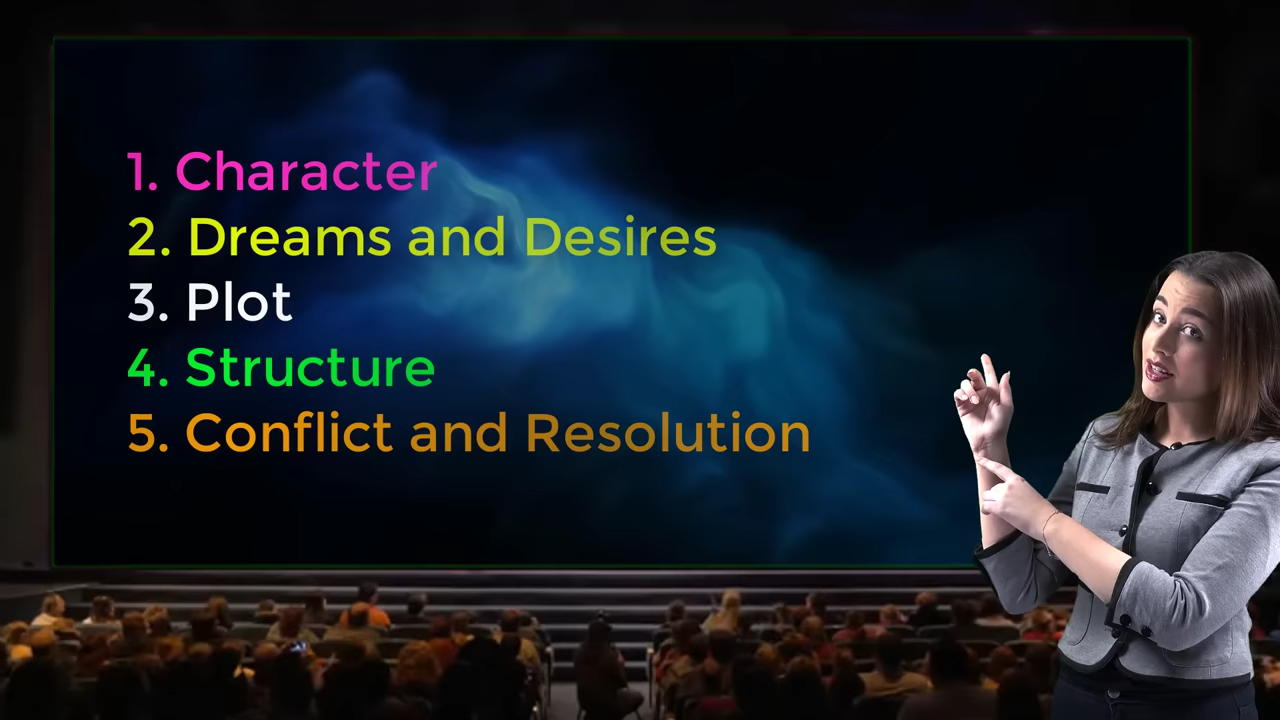 1. Character
2. Dreams and Desires
3. Plot
4. Structure
5. Conflict and Resolution